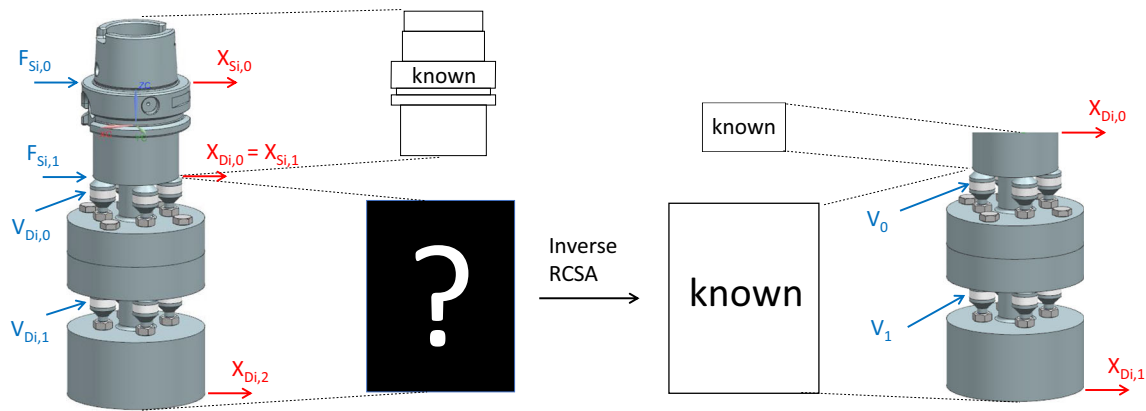 F_Si,0
X_Si,0
ZC
known
F_Si,1
X_Di,0 = X_Si,1
V_Di,0
V_Di,1
X_Di,2
?
Inverse
RCSA
known
known
X_Di,0
V_0
V_1
X_Di,1